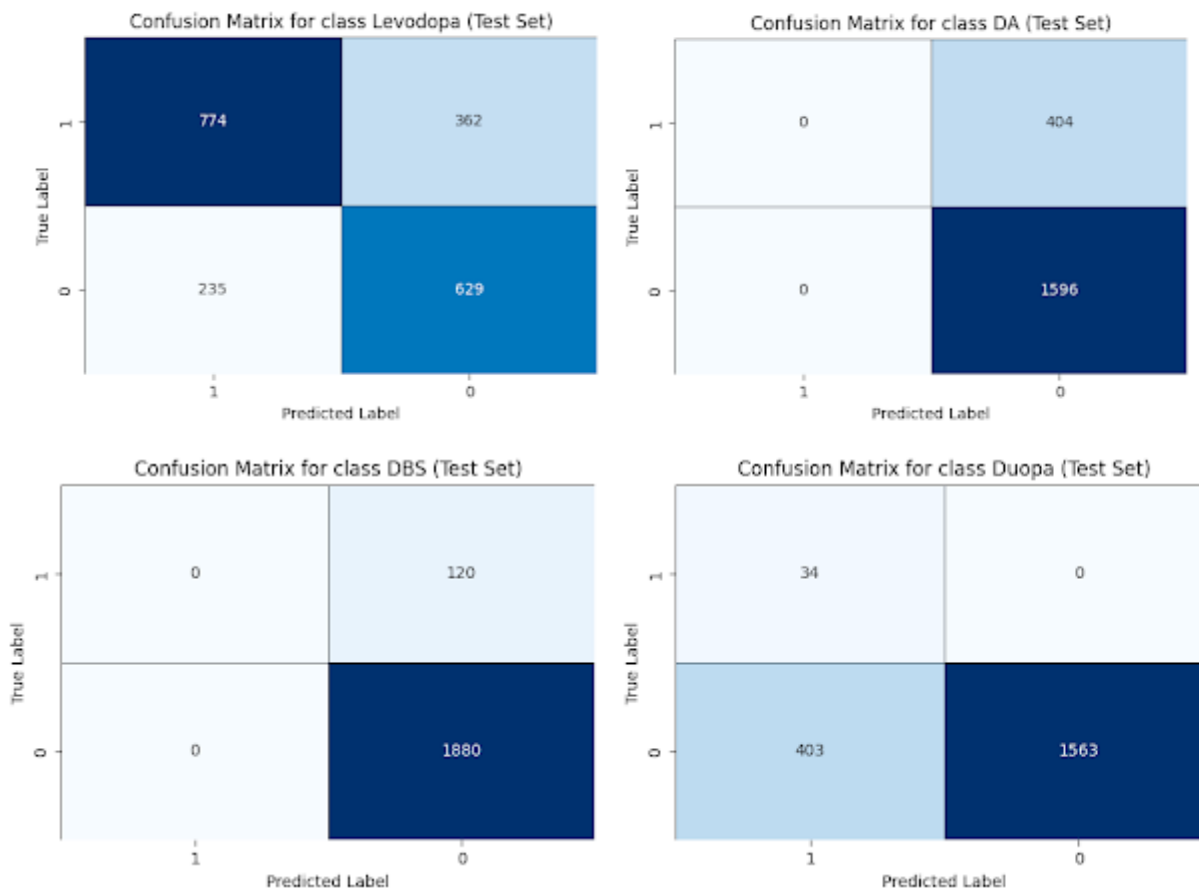 Confusion Matrix for class Levodopa (Test Set)
1
774
362
True Label
0
235
629
1
0
Predicted Label
Confusion Matrix for class DA (Test Set)
1
0
404
True Label
0
0
1596
1
0
Predicted Label
Confusion Matrix for class DBS (Test Set)
1
0
120
True Label
0
0
1880
1
0
Predicted Label
Confusion Matrix for class Duopa (Test Set)
1
34
0
True Label
0
403
1563
1
0
Predicted Label